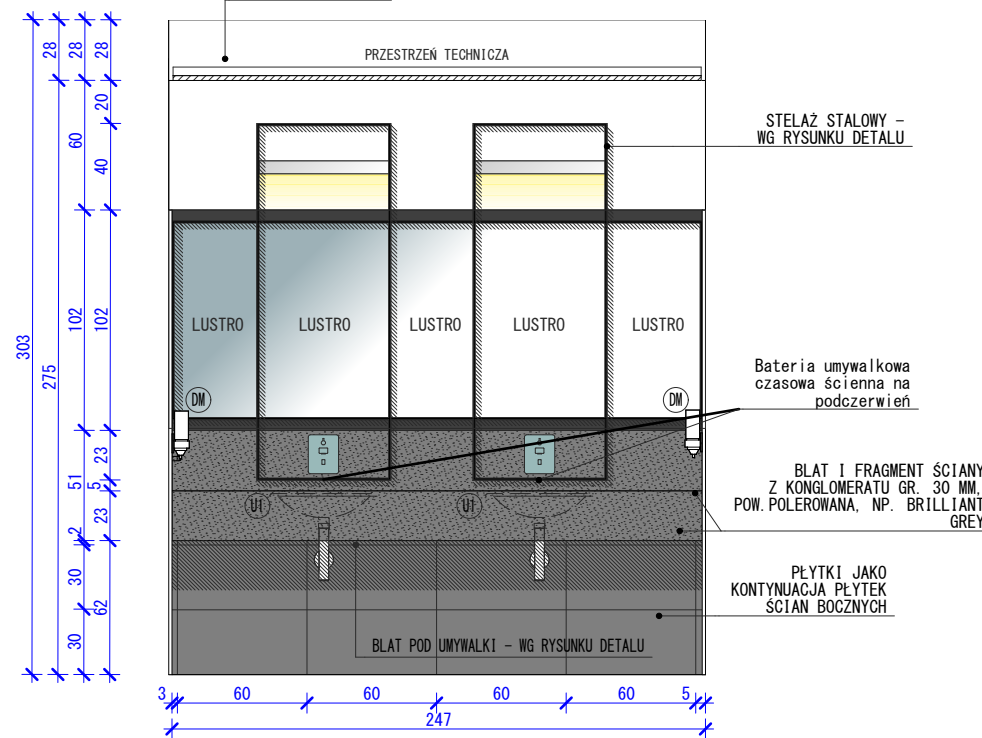 PRZESTRZEŃ TECHNICZA
STELAŻ STALOWY –
WG RYSUNKU DETALU
LUSTRO LUSTRO LUSTRO LUSTRO LUSTRO
DM DM
Bateria umywalkowa
czasowa ścienna na
podczerwień
BLAT I FRAGMENT ŚCIANY
Z KONGLOMERATU GR. 30 MM,
POW.POLEROWANA, NP. BRILLIANT
GREY
U1 U1
PŁYTKI JAKO
KONTYNUACJA PŁYTEK
ŚCIAN BOCZNYCH
BLAT POD UMYWALKI – WG RYSUNKU DETALU
303
28 275
28 60 102 51 2 30 30
28 20 40 102 23 5 23 62
3 60 60 60 60 5
247